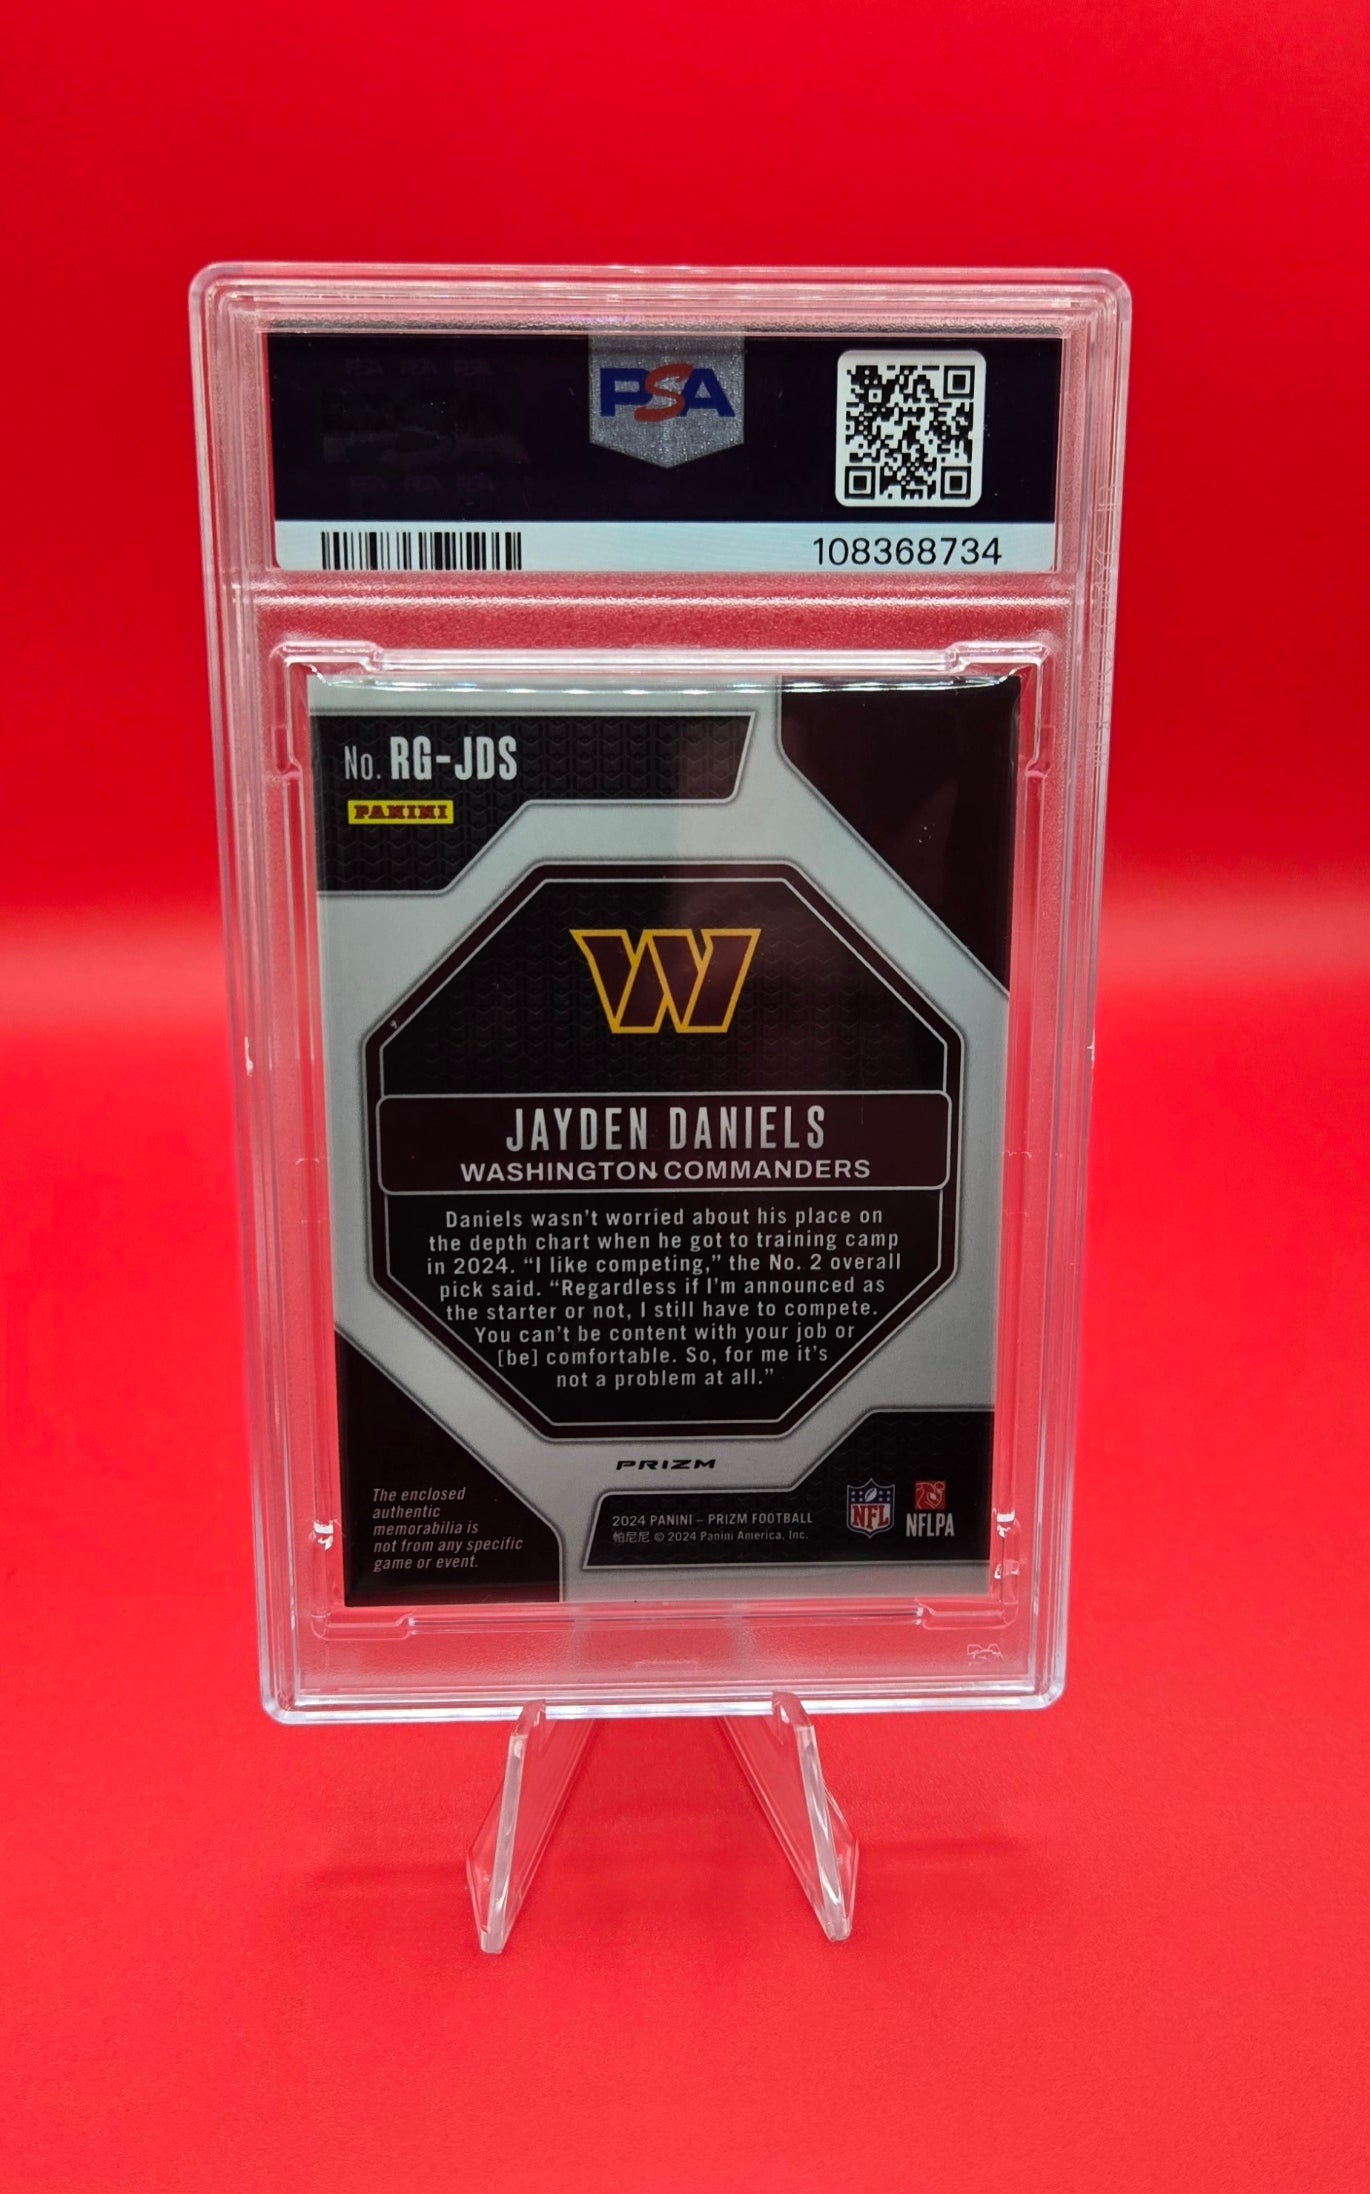 PSA
108368734
No. RG-JDS
PANINI
W
JAYDEN DANIELS
WASHINGTON COMMANDERS
Daniels wasn't worried about his place on
the depth chart when he got to training camp
in 2024. "I like competing," the No. 2 overall
pick said. "Regardless if I'm announced as
the starter or not, I still have to compete.
You can't be content with your job or
[be] comfortable. So, for me it's
not a problem at all."
PRIZM
The enclosed
authentic
memorabilia is
not from any specific
game or event.
2024 PANINI – PRIZM FOOTBALL
帕尼尼 © 2024 Panini America, Inc.
NFL
NFLPA